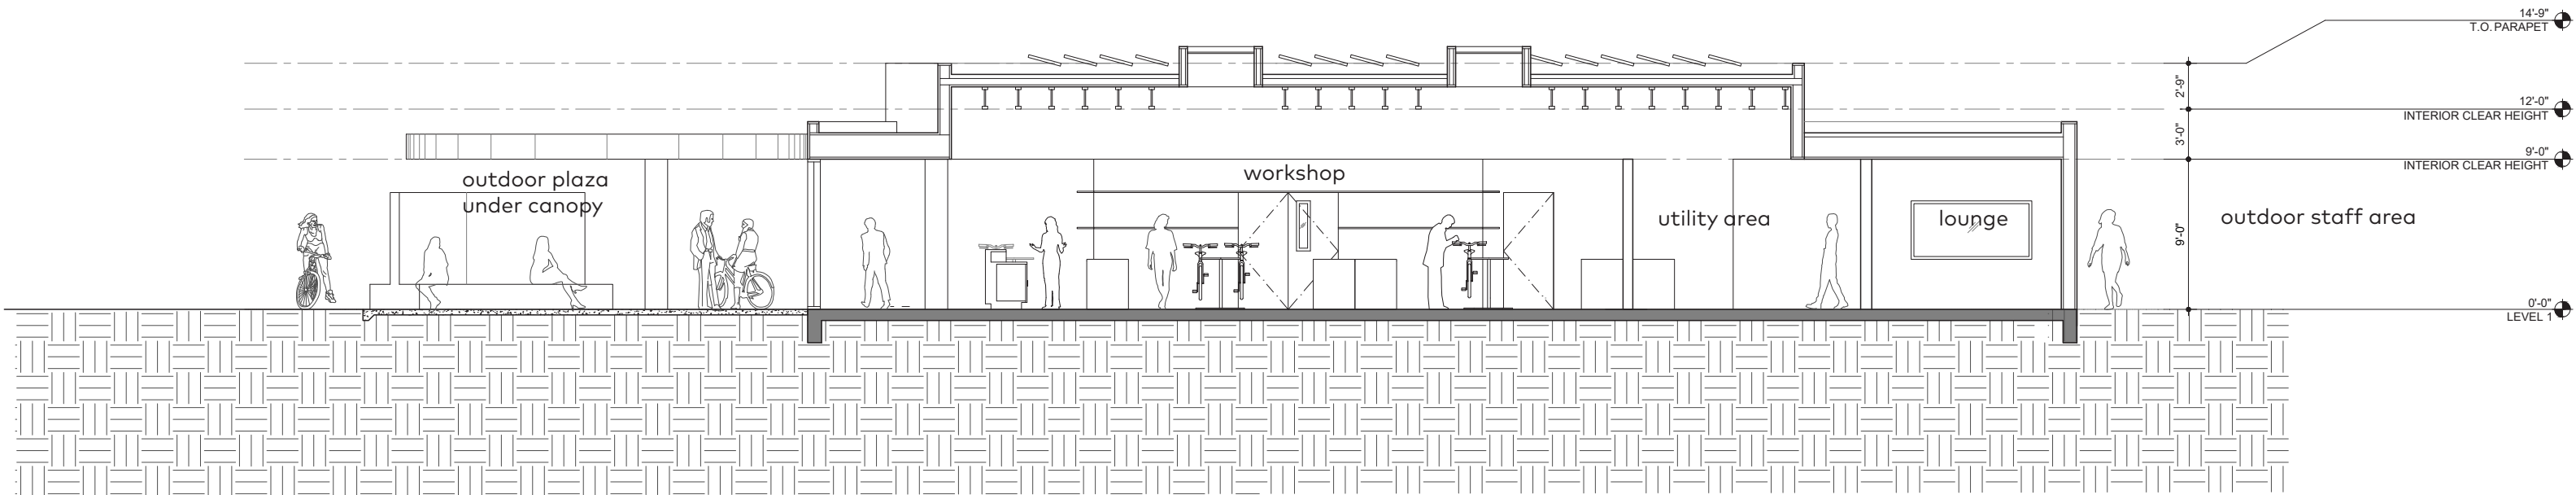 14'-9"
T.O. PARAPET
2'-9"
12'-0"
INTERIOR CLEAR HEIGHT
3'-0"
9'-0"
INTERIOR CLEAR HEIGHT
outdoor plaza
under canopy
workshop
utility area
lounge
outdoor staff area
9'-0"
0'-0"
LEVEL 1